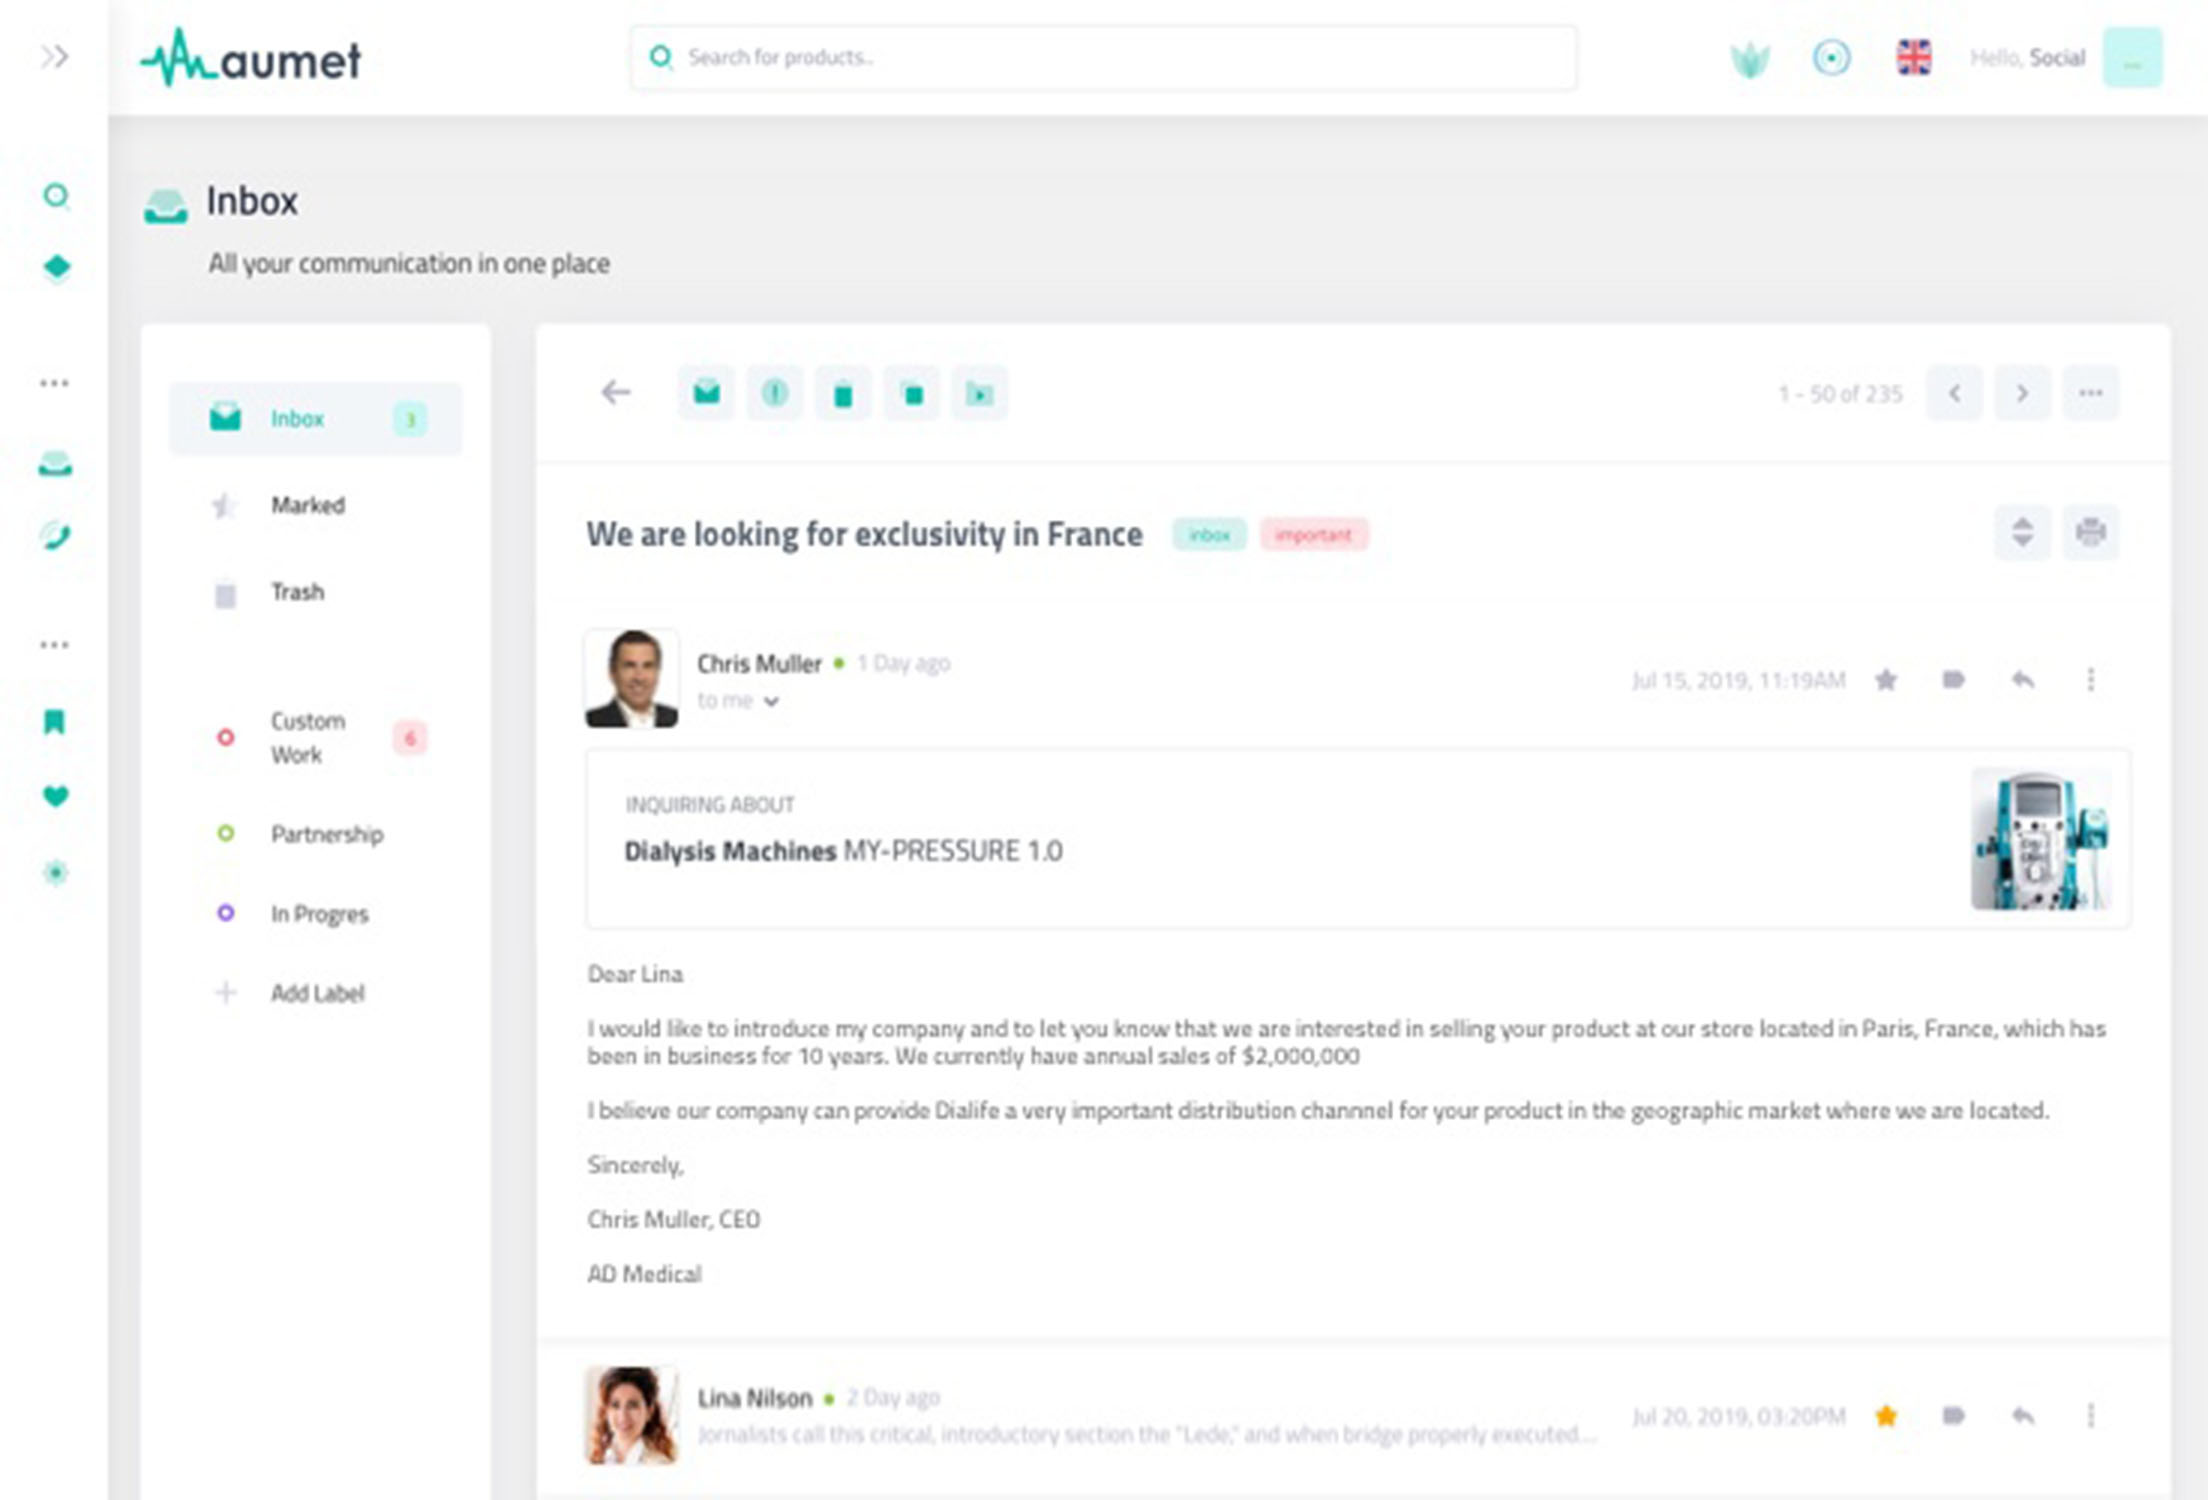 aumet
Search for products..
Hello, Social
Inbox
All your communication in one place
Inbox 3
Marked
Trash
Custom
Work
6
Partnership
In Progres
Add Label
1 - 50 of 235
We are looking for exclusivity in France inbox important
Chris Muller 1 Day ago
to me
Jul 15, 2019, 11:19AM
INQUIRING ABOUT
Dialysis Machines MY-PRESSURE 1.0
Dear Lina
I would like to introduce my company and to let you know that we are interested in selling your product at our store located in Paris, France, which has
been in business for 10 years. We currently have annual sales of $2,000,000
I believe our company can provide Dialife a very important distribution channnel for your product in the geographic market where we are located.
Sincerely,
Chris Muller, CEO
AD Medical
Lina Nilson 2 Day ago
Jornalists call this critical, introductory section the "Lede," and when bridge properly executed...
Jul 20, 2019, 03:20PM